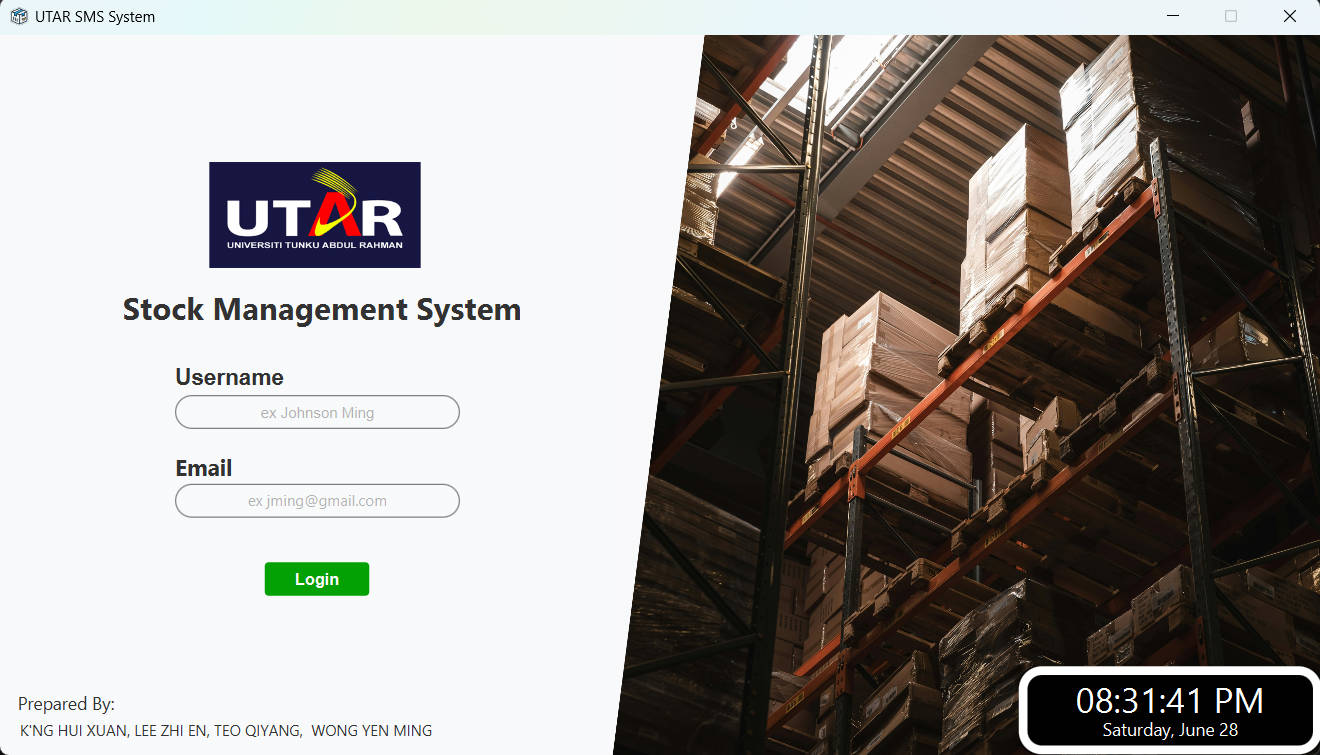 UTAR SMS System
UTAR
UNIVERSITI TUNKU ABDUL RAHMAN
Stock Management System
Username
ex Johnson Ming
Email
ex jming@gmail.com
Login
Prepared By:
K'NG HUI XUAN, LEE ZHI EN, TEO QIYANG,  WONG YEN MING
08:31:41 PM
Saturday, June 28